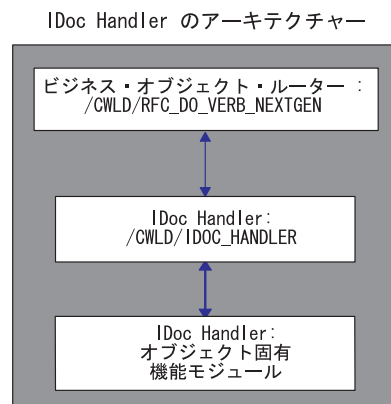 IDoc Handler のアーキテクチャー
ビジネス・オブジェクト・ルーター :
/CWLD/RFC_DO_VERB_NEXTGEN
IDoc Handler:
/CWLD/IDOC_HANDLER
IDoc Handler:
オブジェクト固有
機能モジュール